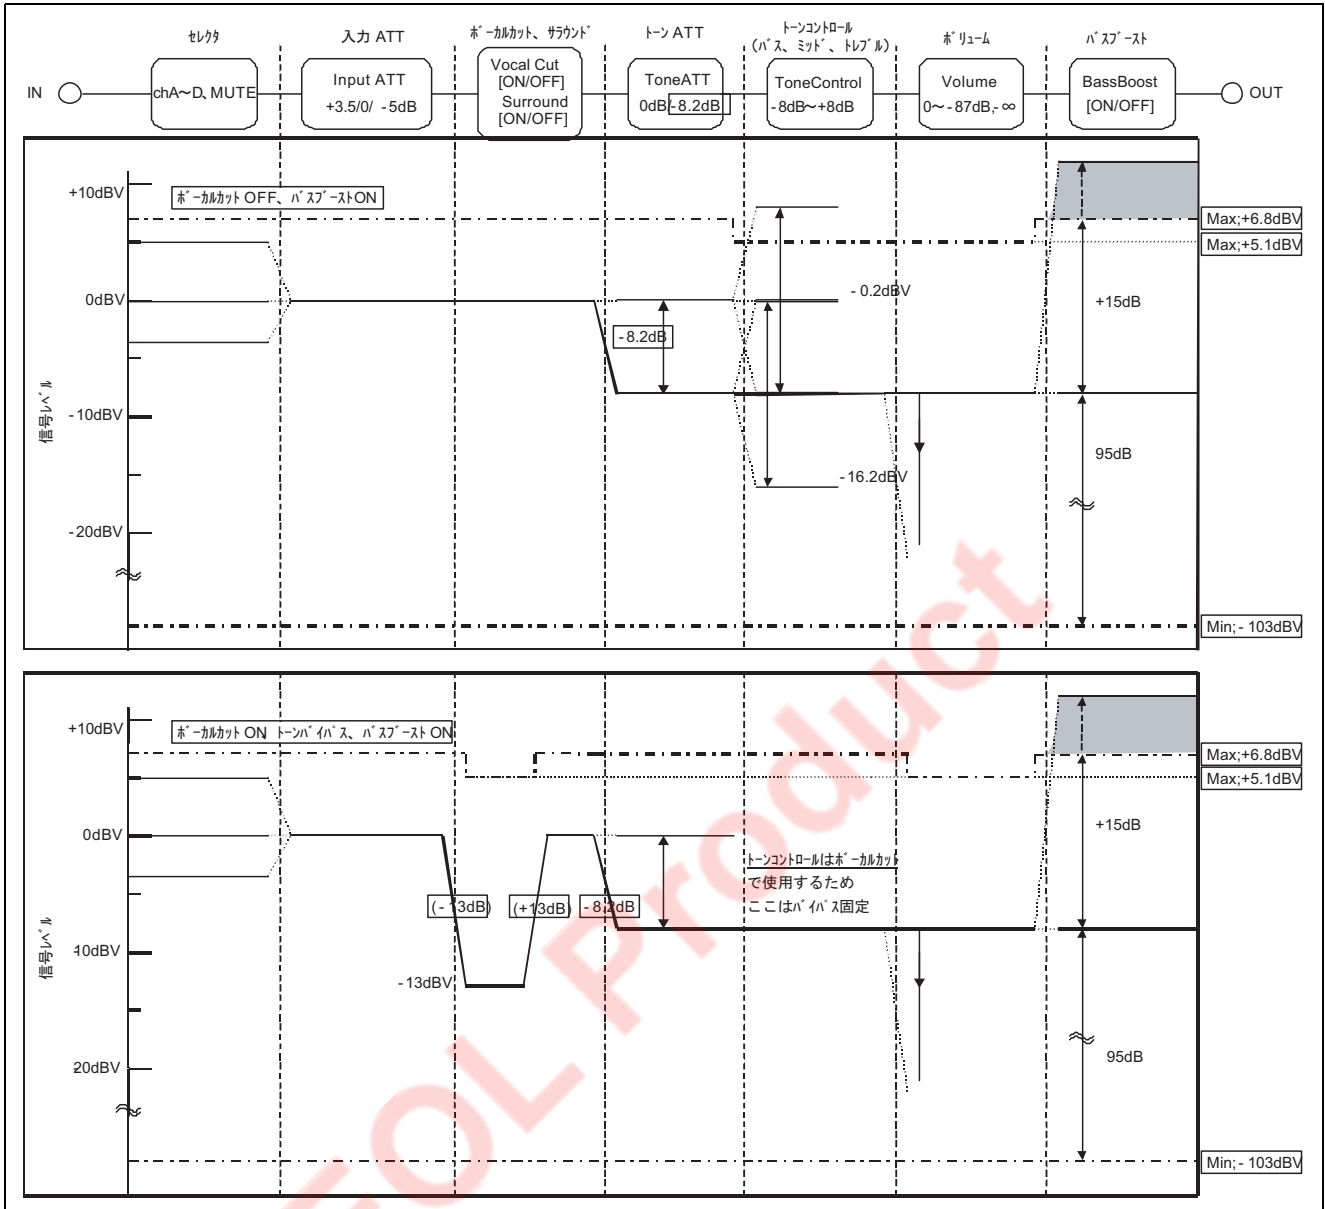 セレクタ
入力 ATT
ボーカルカット、サラウンド
トーン ATT
トーンコントロール
(バス、ミッド、トレブル)
ボリューム
バスブースト
IN
chA～D、MUTE
Input ATT
+3.5/0/ -5dB
Vocal Cut
[ON/OFF]
Surround
[ON/OFF]
ToneATT
0dB/-8.2dB
ToneControl
-8dB～+8dB
Volume
0～-87dB,-∞
BassBoost
[ON/OFF]
OUT
ボーカルカット OFF、バスブーストON
信号レベル
+10dBV
0dBV
-10dBV
-20dBV
-8.2dB
-0.2dBV
-16.2dBV
+15dB
95dB
Max;+6.8dBV
Max;+5.1dBV
Min;-103dBV
ボーカルカット ON、トーンバイパス、バスブースト ON
信号レベル
+10dBV
0dBV
-10dBV
-20dBV
(-13dB)
(+13dB)
-8.2dB
-13dBV
トーンコントロールはボーカルカット
で使用するため
ここはバイパス固定
+15dB
95dB
Max;+6.8dBV
Max;+5.1dBV
Min;-103dBV
EOL Product